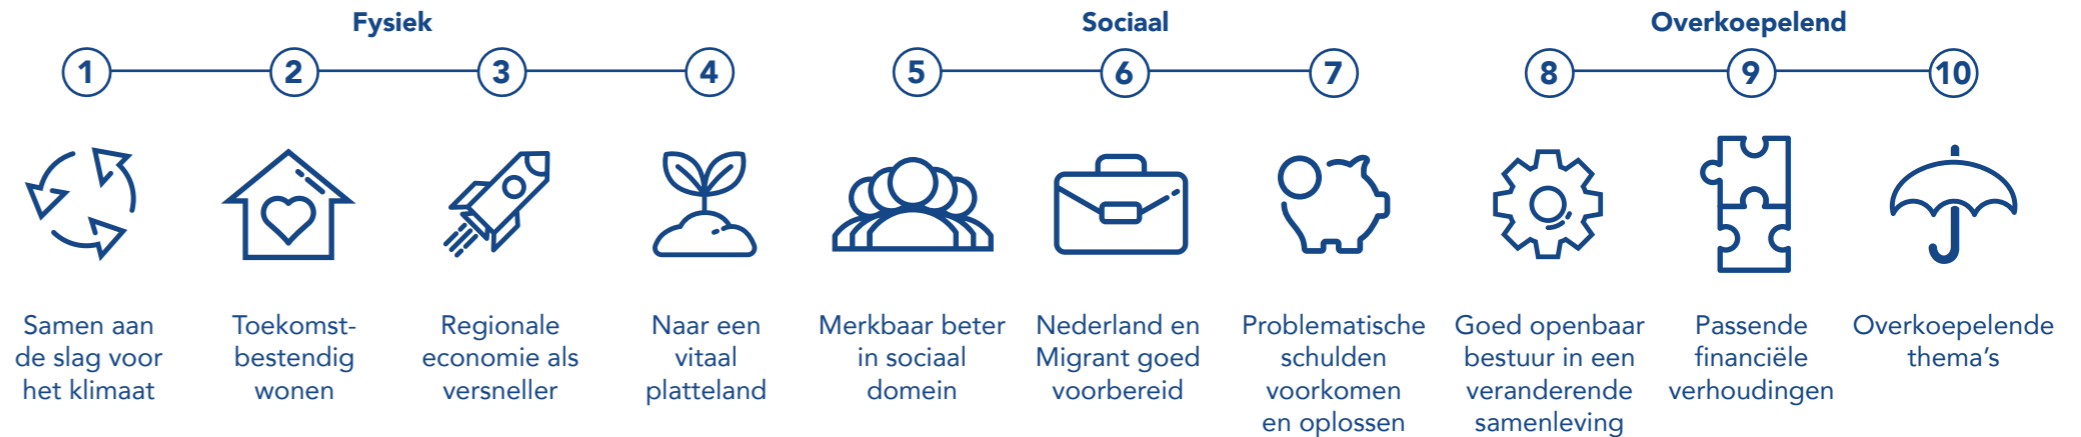 Fysiek
1
2
3
4
Samen aan
de slag voor
het klimaat
Toekomst-
bestendig
wonen
Regionale
economie als
versneller
Naar een
vitaal
platteland
Sociaal
5
6
7
Merkbaar beter
in sociaal
domein
Nederland en
Migrant goed
voorbereid
Problematische
schulden
voorkomen
en oplossen
Overkoepelend
8
9
10
Goed openbaar
bestuur in een
veranderende
samenleving
Passende
financiële
verhoudingen
Overkoepelende
thema’s